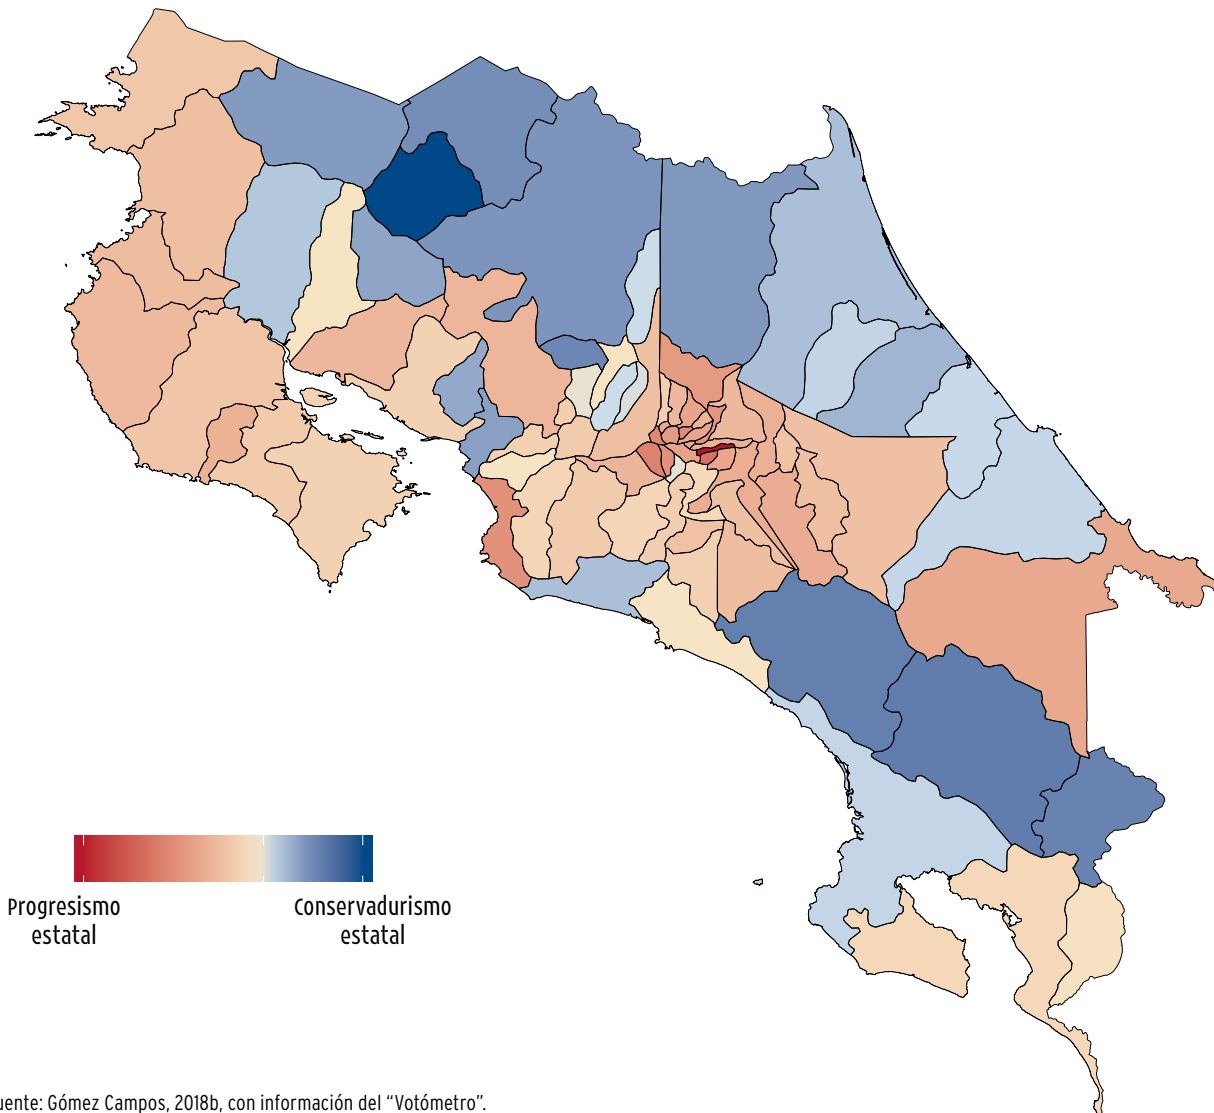 Progresismo
estatal
Conservadurismo
estatal
uente: Gómez Campos, 2018b, con información del “Votómetro”.